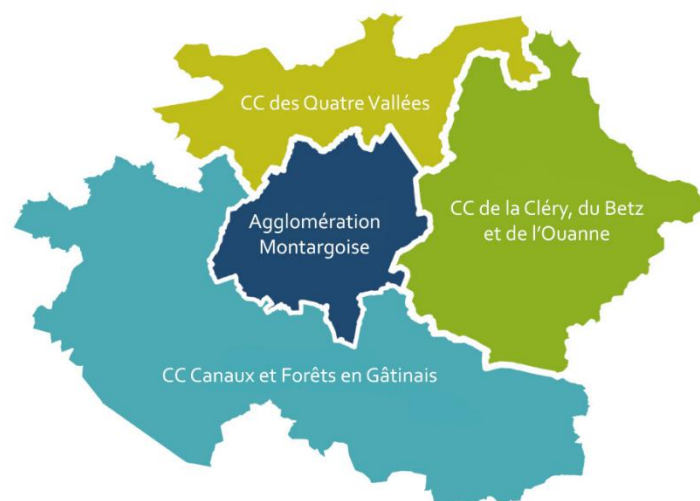 CC des Quatre Vallées
CC de la Cléry, du Betz
et de l'Ouanne
Agglomération
Montargoise
CC Canaux et Forêts en Gâtinais